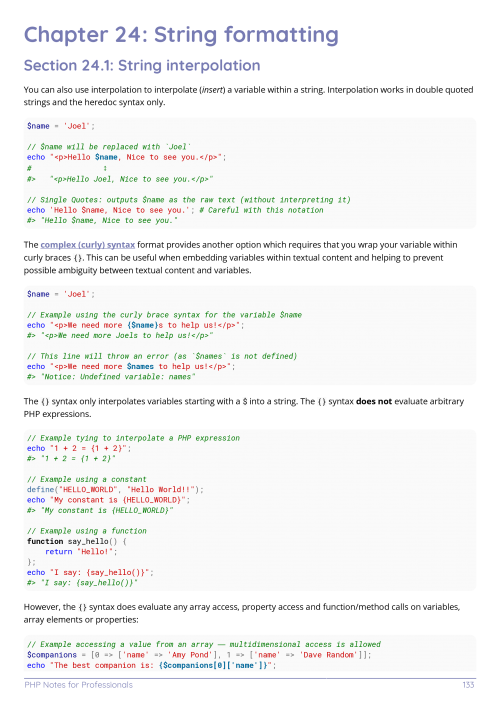 Chapter 24: String formatting
Section 24.1: String interpolation
You can also use interpolation to interpolate (insert) a variable within a string. Interpolation works in double quoted
strings and the heredoc syntax only.
$name = 'Joel';
// $name will be replaced with `Joel`
echo "<p>Hello $name, Nice to see you.</p>";
#                ↕
#>   "<p>Hello Joel, Nice to see you.</p>"
// Single Quotes: outputs $name as the raw text (without interpreting it)
echo 'Hello $name, Nice to see you.'; # Careful with this notation
#> "Hello $name, Nice to see you."
The complex (curly) syntax format provides another option which requires that you wrap your variable within
curly braces {}. This can be useful when embedding variables within textual content and helping to prevent
possible ambiguity between textual content and variables.
$name = 'Joel';
// Example using the curly brace syntax for the variable $name
echo "<p>We need more {$name}s to help us!</p>";
#> "<p>We need more Joels to help us!</p>"
// This line will throw an error (as `$names` is not defined)
echo "<p>We need more $names to help us!</p>";
#> "Notice: Undefined variable: names"
The {} syntax only interpolates variables starting with a $ into a string. The {} syntax does not evaluate arbitrary
PHP expressions.
// Example tying to interpolate a PHP expression
echo "1 + 2 = {1 + 2}";
#> "1 + 2 = {1 + 2}"
// Example using a constant
define("HELLO_WORLD", "Hello World!!");
echo "My constant is {HELLO_WORLD}";
#> "My constant is {HELLO_WORLD}"
// Example using a function
function say_hello() {
    return "Hello!";
};
echo "I say: {say_hello()}";
#> "I say: {say_hello()}"
However, the {} syntax does evaluate any array access, property access and function/method calls on variables,
array elements or properties:
// Example accessing a value from an array — multidimensional access is allowed
$companions = [0 => ['name' => 'Amy Pond'], 1 => ['name' => 'Dave Random']];
echo "The best companion is: {$companions[0]['name']}";
PHP Notes for Professionals
133